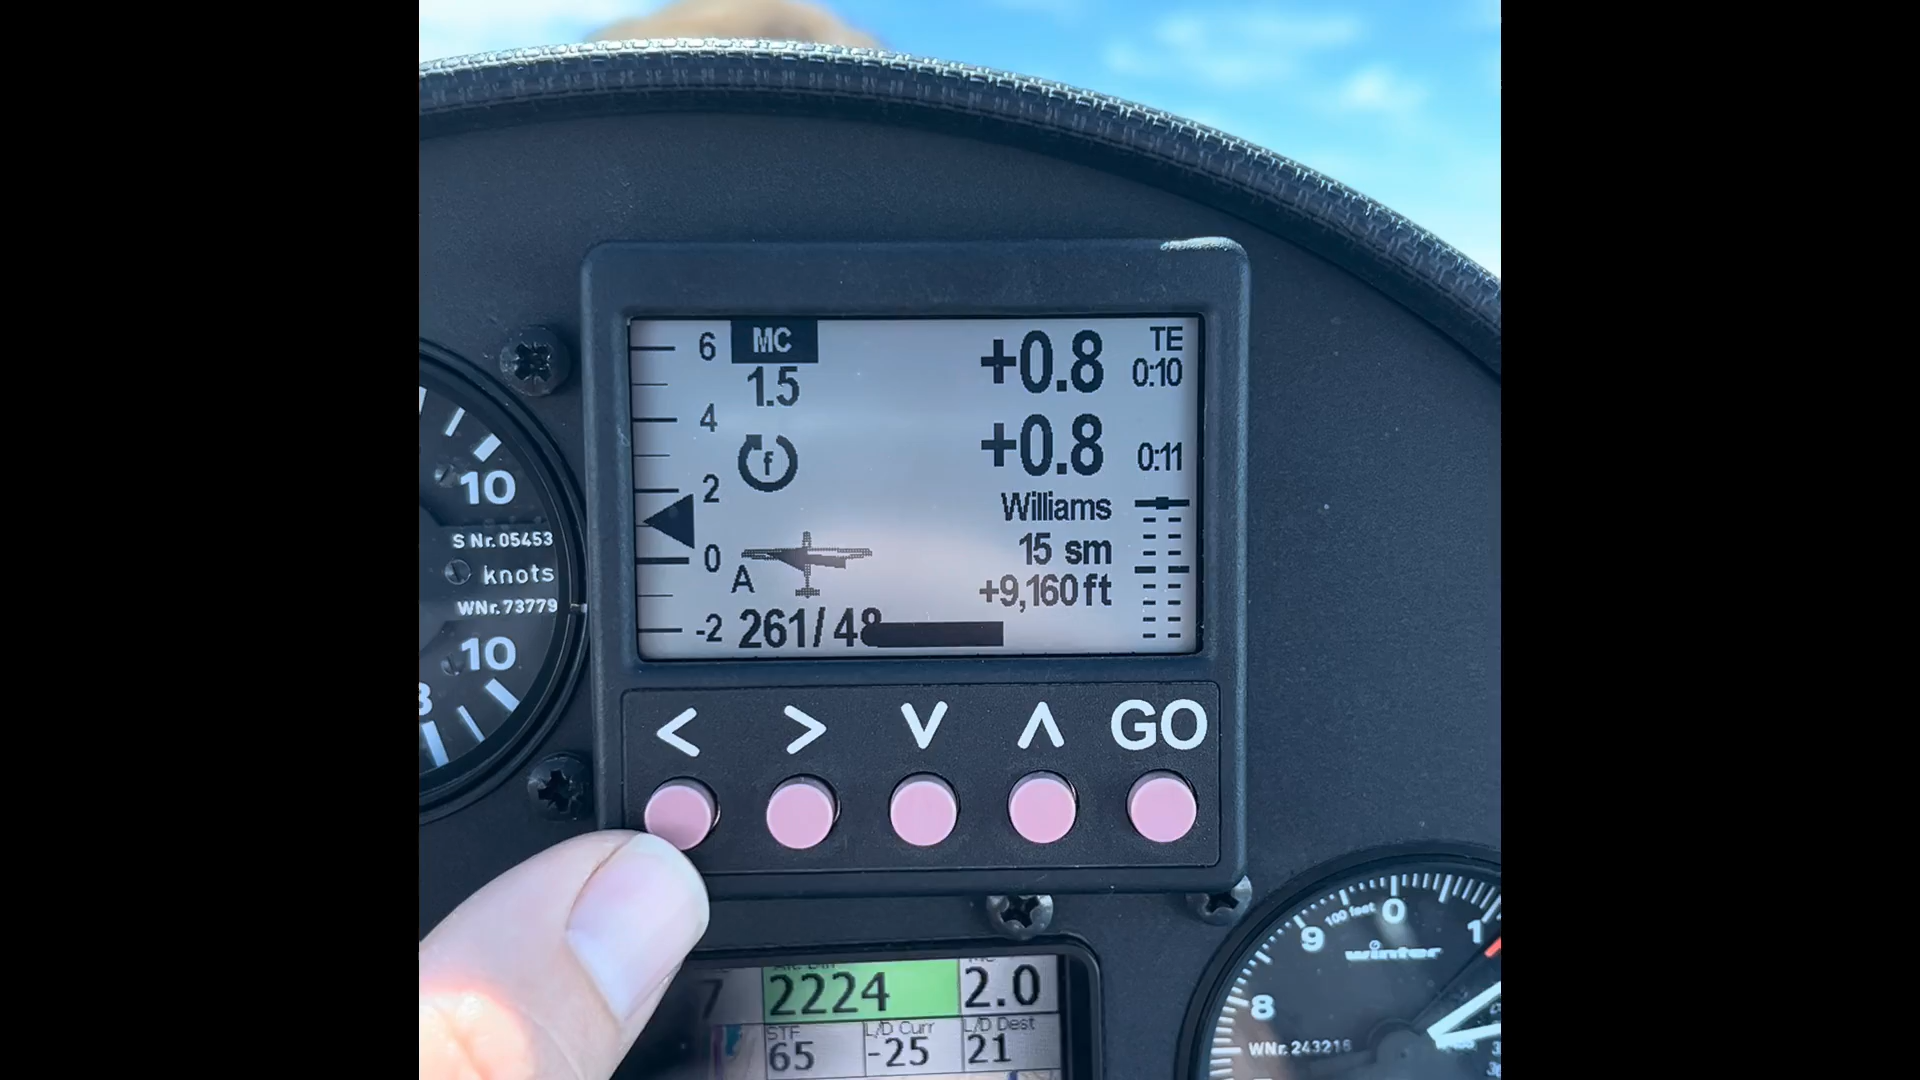 6
MC
+0.8
TE
1.5
0:10
4
+0.8
f
0:11
2
Williams
15 sm
0
A
+9,160 ft
-2
261/48
< > V Λ GO
10
S Nr. 05453
knots
WNr. 73779
10
8
7
2224
2.0
STF
L/D Curr
L/D Dest
65
-25
21
100 feet
0
9
1
winter
8
WNr. 243216